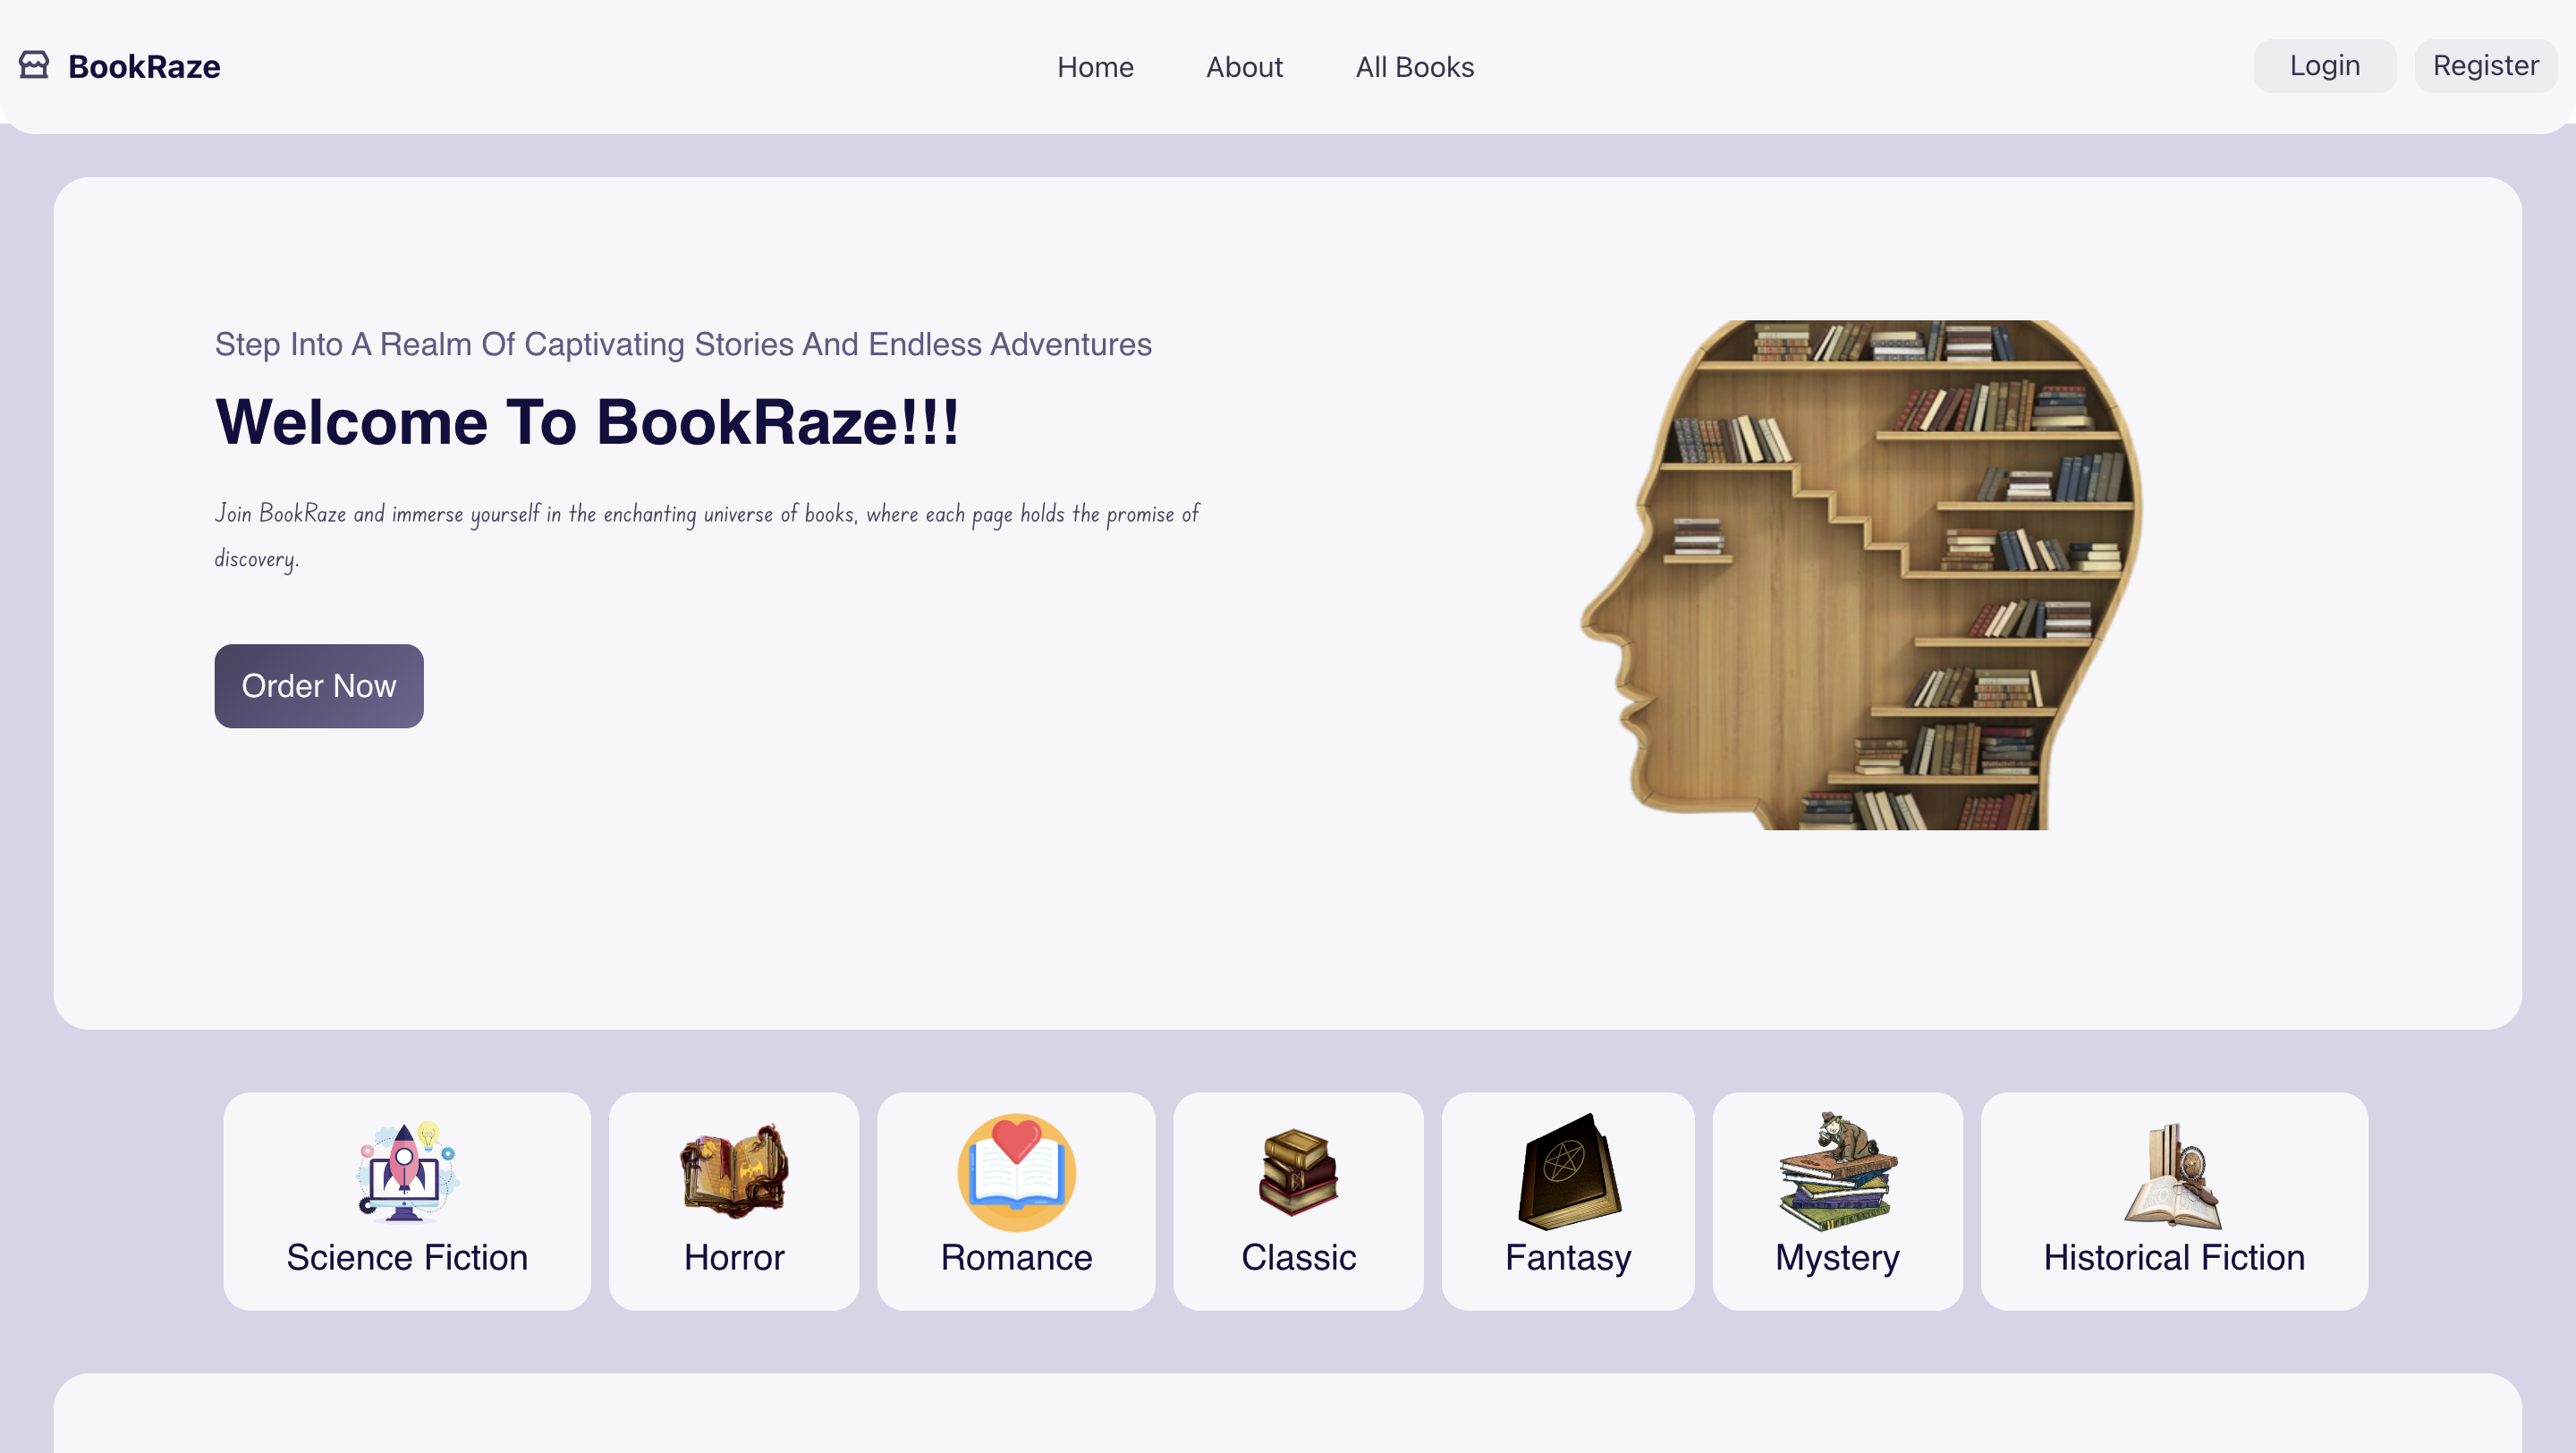 BookRaze
Home
About
All Books
Login
Register
Step Into A Realm Of Captivating Stories And Endless Adventures
Welcome To BookRaze!!!
Join BookRaze and immerse yourself in the enchanting universe of books, where each page holds the promise of
discovery.
Order Now
Science Fiction
Horror
Romance
Classic
Fantasy
Mystery
Historical Fiction